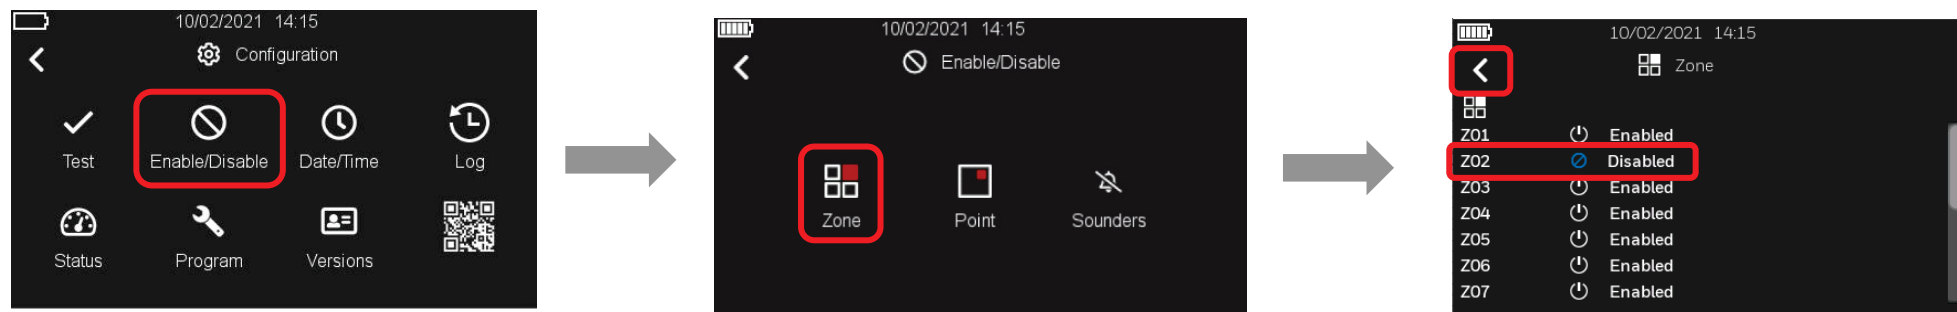 10/02/2021 14:15
Configuration
Test
Enable/Disable
Date/Time
Log
Status
Program
Versions
10/02/2021 14:15
Enable/Disable
Zone
Point
Sounders
10/02/2021 14:15
Zone
Z01 Enabled
Z02 Disabled
Z03 Enabled
Z04 Enabled
Z05 Enabled
Z06 Enabled
Z07 Enabled